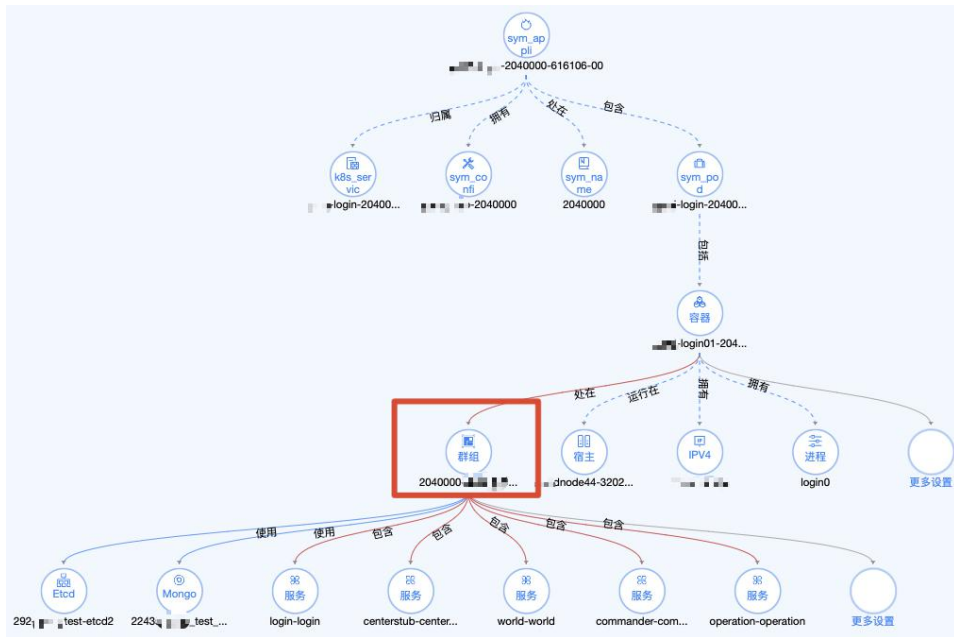 sym_ap
pli
-2040000-616106-00
归属
拥有
处在
包含
k8s_ser
vic
sym_co
nfi
sym_na
me
sym_po
d
-login-20400...
-2040000
2040000
-login-20400...
包括
容器
-login01-204...
处在
运行在
拥有
拥有
群组
宿主
IPV4
进程
2040000-
...
dnode44-3202...
login0
更多设置
使用
使用
包含
包含
包含
包含
包含
Etcd
Mongo
服务
服务
服务
服务
服务
292
test-etcd2
2243
_test_...
login-login
centerstub-center...
world-world
commander-com...
operation-operation
更多设置